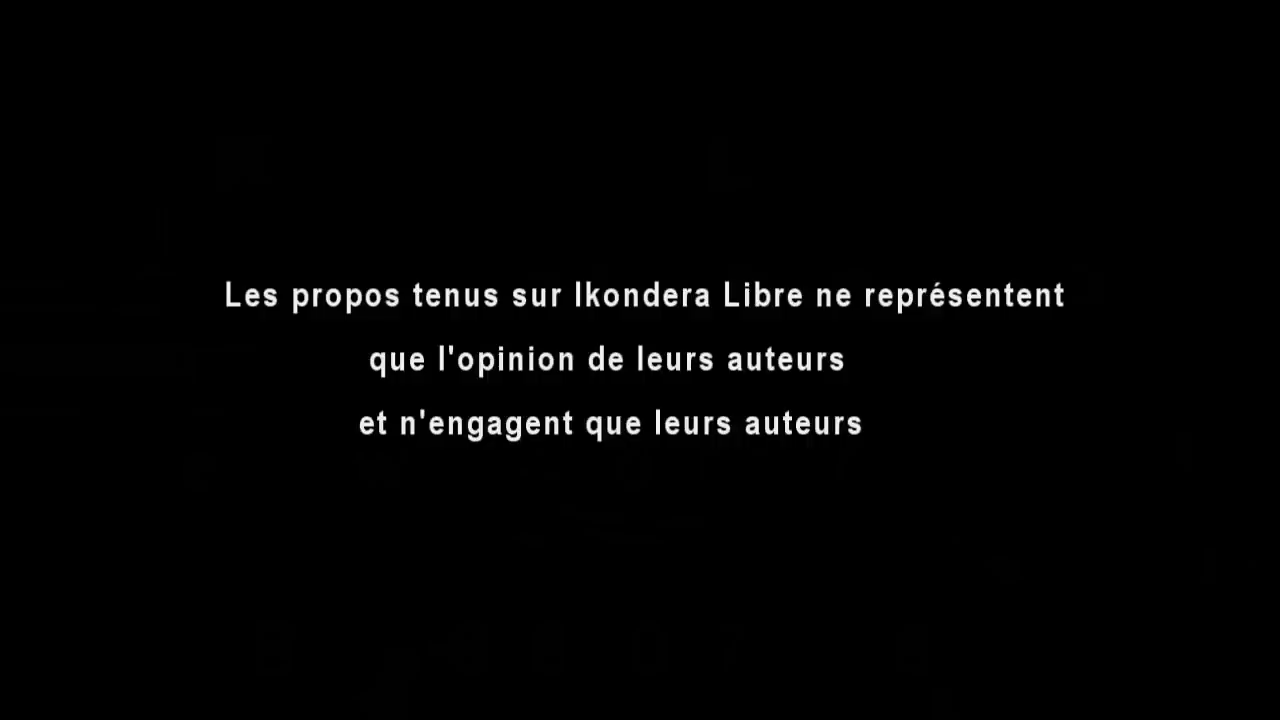 Les propos tenus sur Ikondera Libre ne représentent
que l'opinion de leurs auteurs
et n'engagent que leurs auteurs